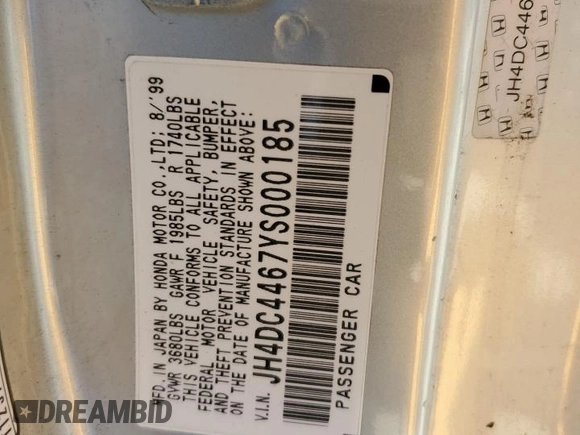 MFD. IN JAPAN BY HONDA MOTOR CO.,LTD; 8/'99
GVWR 3680LBS GAWR F 1985LBS R 1740LBS
THIS VEHICLE CONFORMS TO ALL APPLICABLE
FEDERAL MOTOR VEHICLE SAFETY, BUMPER,
AND THEFT PREVENTION STANDARDS IN EFFECT
ON THE DATE OF MANUFACTURE SHOWN ABOVE:
V.I.N. JH4DC4467YS000185
PASSENGER CAR
JH4DC446
DREAMBID